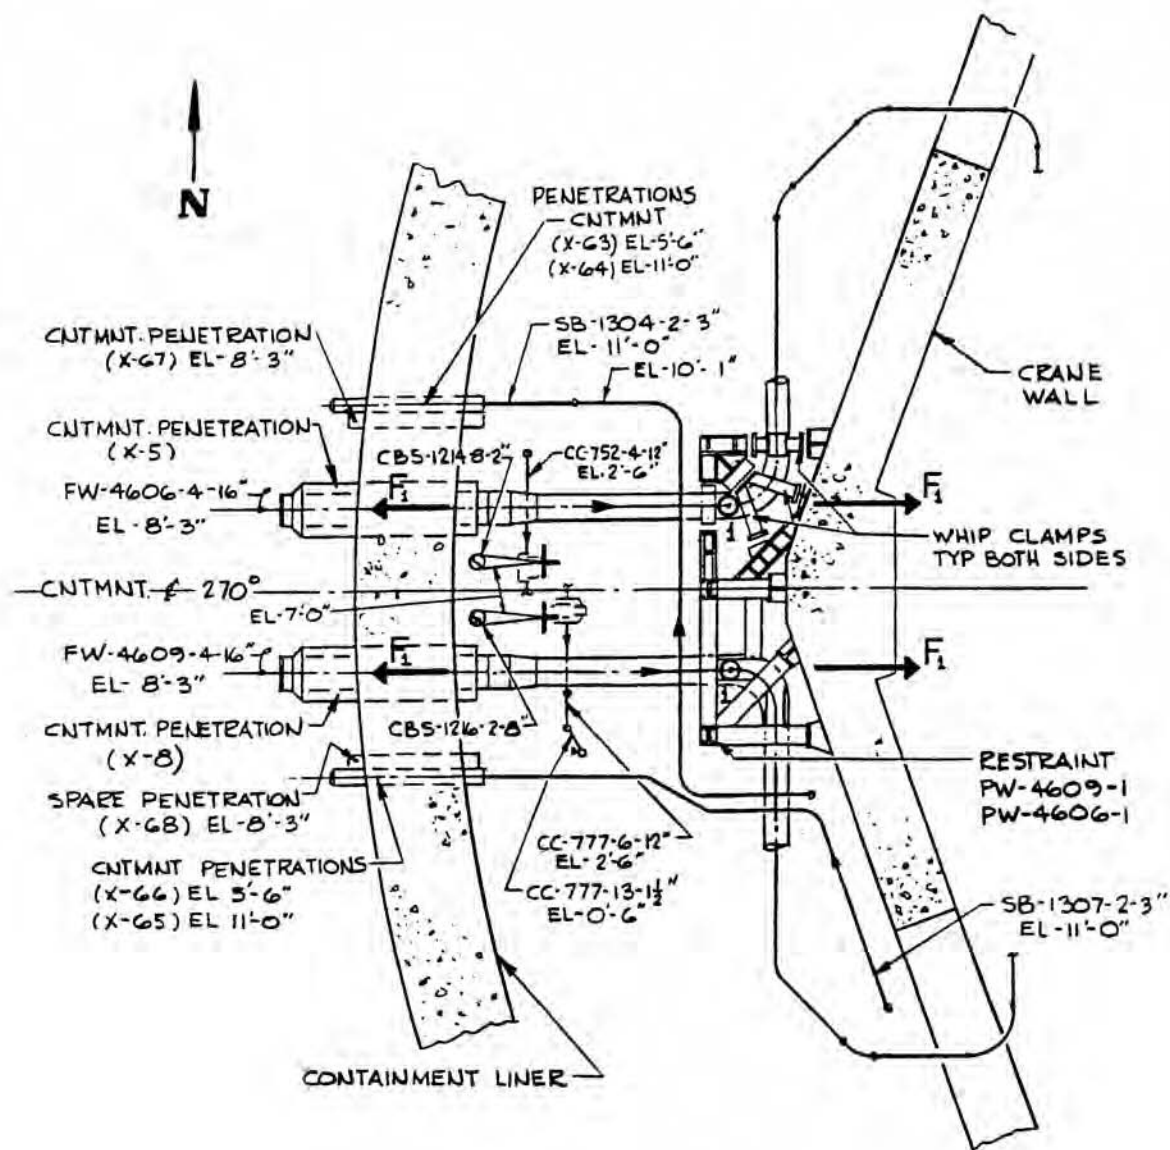 N
PENETRATIONS
CNTMNT
(X-63) EL-5'-6"
(X-64) EL-11'-0"
CNTMNT. PENETRATION
(X-67) EL-8'-3"
SB-1304-2-3"
EL-11'-0"
EL-10'-1"
CRANE
WALL
CNTMNT. PENETRATION
(X-5)
CBS-1214-8-2"
CC-752-4-12"
EL-2'-6"
FW-4606-4-16"
EL-8'-3"
F1
F1
1
WHIP CLAMPS
TYP BOTH SIDES
CNTMNT. ℄ 270°
EL-7'-0"
FW-4609-4-16"
EL-8'-3"
F1
F1
1
CBS-1216-2-8"
CNTMNT. PENETRATION
(X-8)
RESTRAINT
PW-4609-1
PW-4606-1
SPARE PENETRATION
(X-68) EL-8'-3"
CC-777-6-12"
EL-2'-6"
CNTMNT PENETRATIONS
(X-66) EL 5'-6"
(X-65) EL 11'-0"
CC-777-13-1½"
EL-0'-6"
SB-1307-2-3"
EL-11'-0"
CONTAINMENT LINER